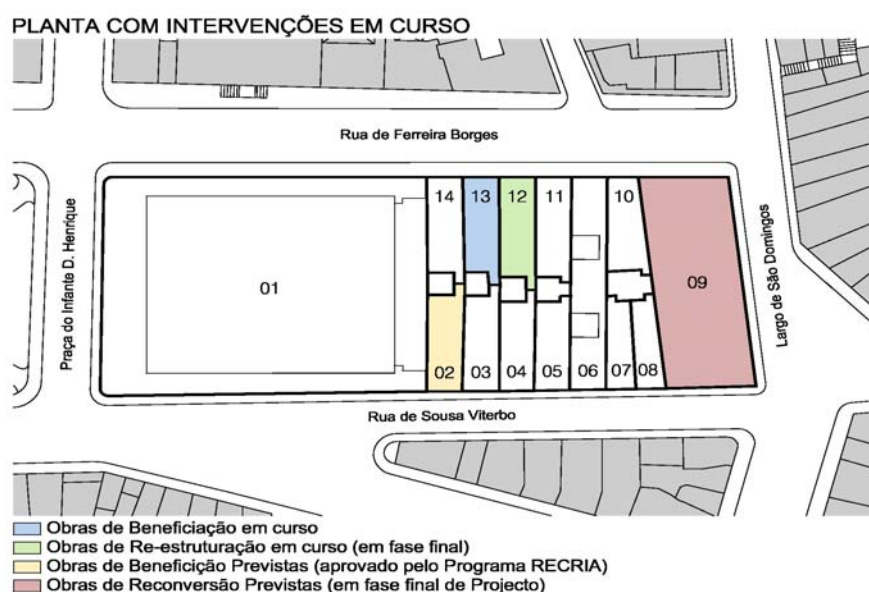 PLANTA COM INTERVENÇÕES EM CURSO
Rua de Ferreira Borges
Praça do Infante D. Henrique
14
13
12
11
10
01
09
Largo de São Domingos
02
03
04
05
06
07
08
Rua de Sousa Viterbo
Obras de Beneficiação em curso
Obras de Re-estruturação em curso (em fase final)
Obras de Benefição Previstas (aprovado pelo Programa RECRIA)
Obras de Reconversão Previstas (em fase final de Projecto)